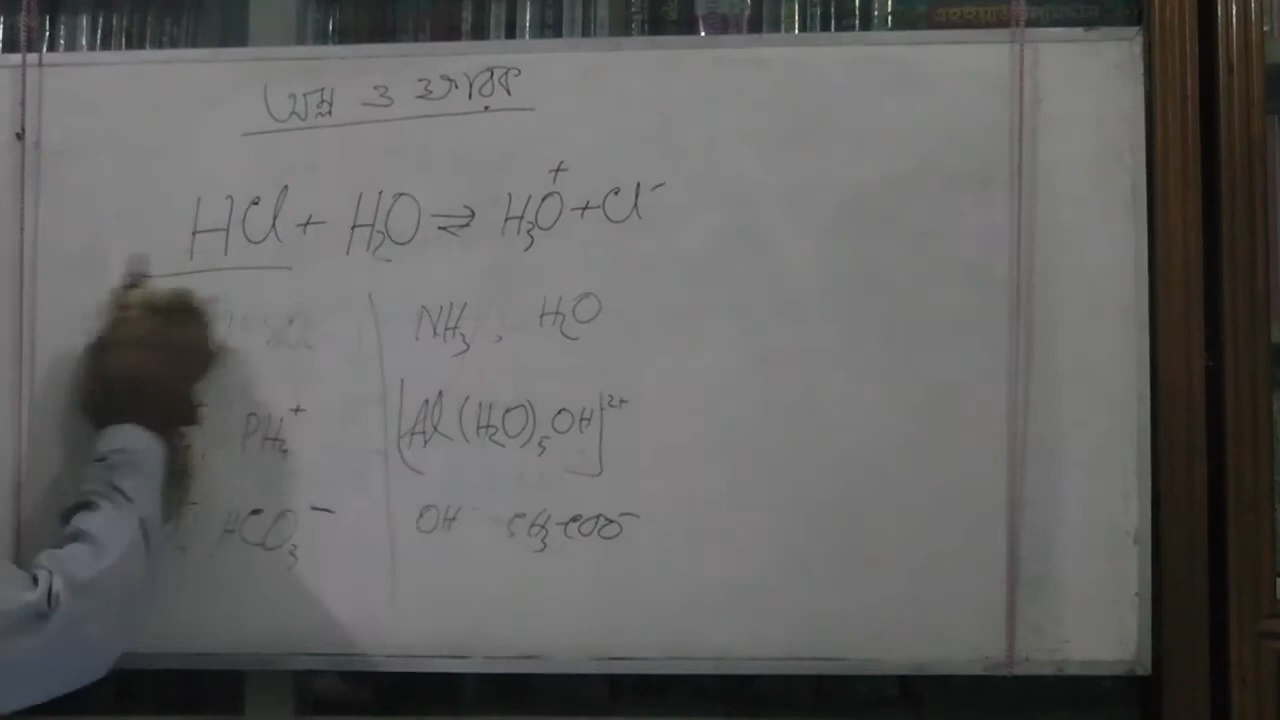 অম্ল ও ক্ষারক
HCl + H₂O ⇌ H₃O⁺ + Cl⁻
NH₃, H₂O
PH₄⁺ [Al(H₂O)₅OH]²⁺
HCO₃⁻ OH⁻ CH₃COO⁻